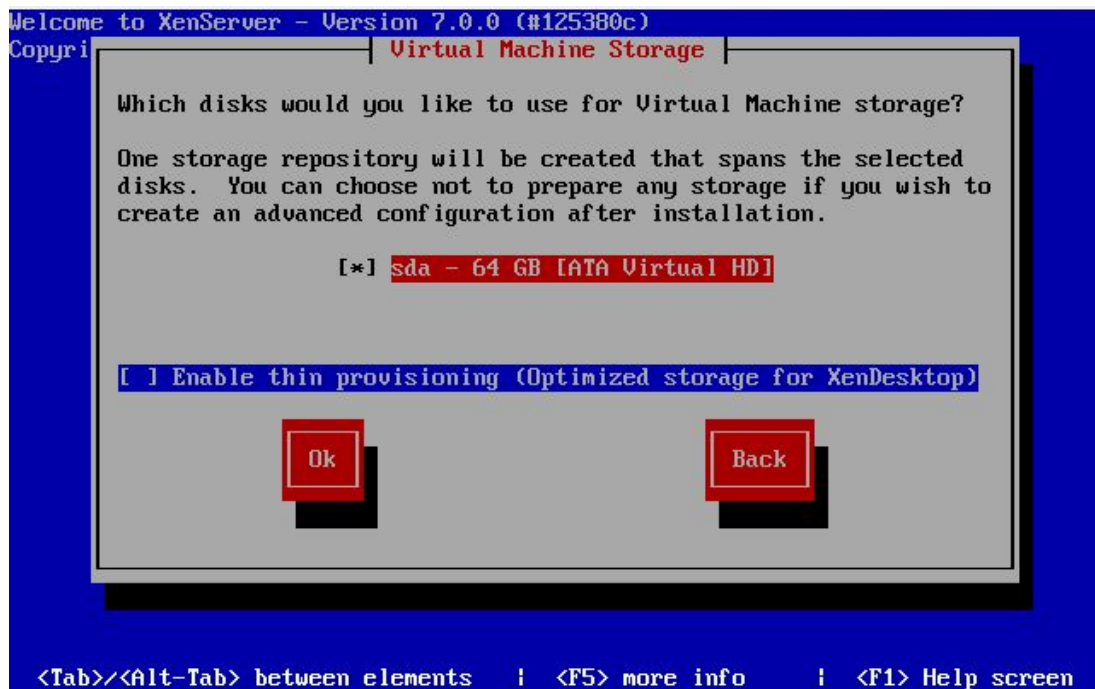 Welcome to XenServer - Version 7.0.0 (#125380c)
Copyri
Virtual Machine Storage
Which disks would you like to use for Virtual Machine storage?
One storage repository will be created that spans the selected
disks.  You can choose not to prepare any storage if you wish to
create an advanced configuration after installation.
[*] sda - 64 GB [ATA Virtual HD]
[ ] Enable thin provisioning (Optimized storage for XenDesktop)
Ok Back
<Tab>/<Alt-Tab> between elements | <F5> more info | <F1> Help screen